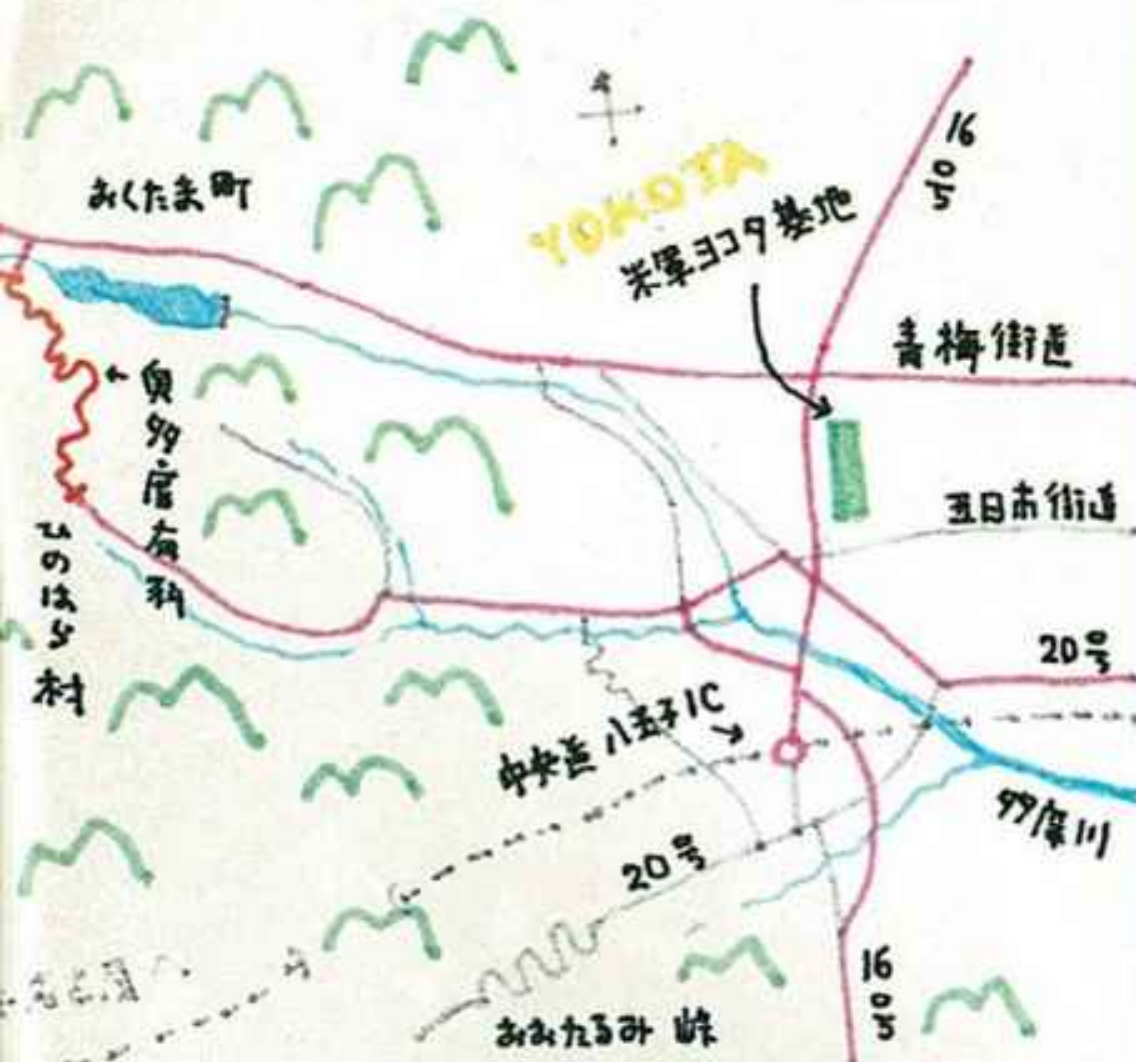 おくたま町
YOKOTA
米軍ヨコタ基地
16号
青梅街道
奥多摩有料
五日市街道
ひのはら村
20号
中央道八王子IC
多摩川
20号
16号
おおたるみ峠